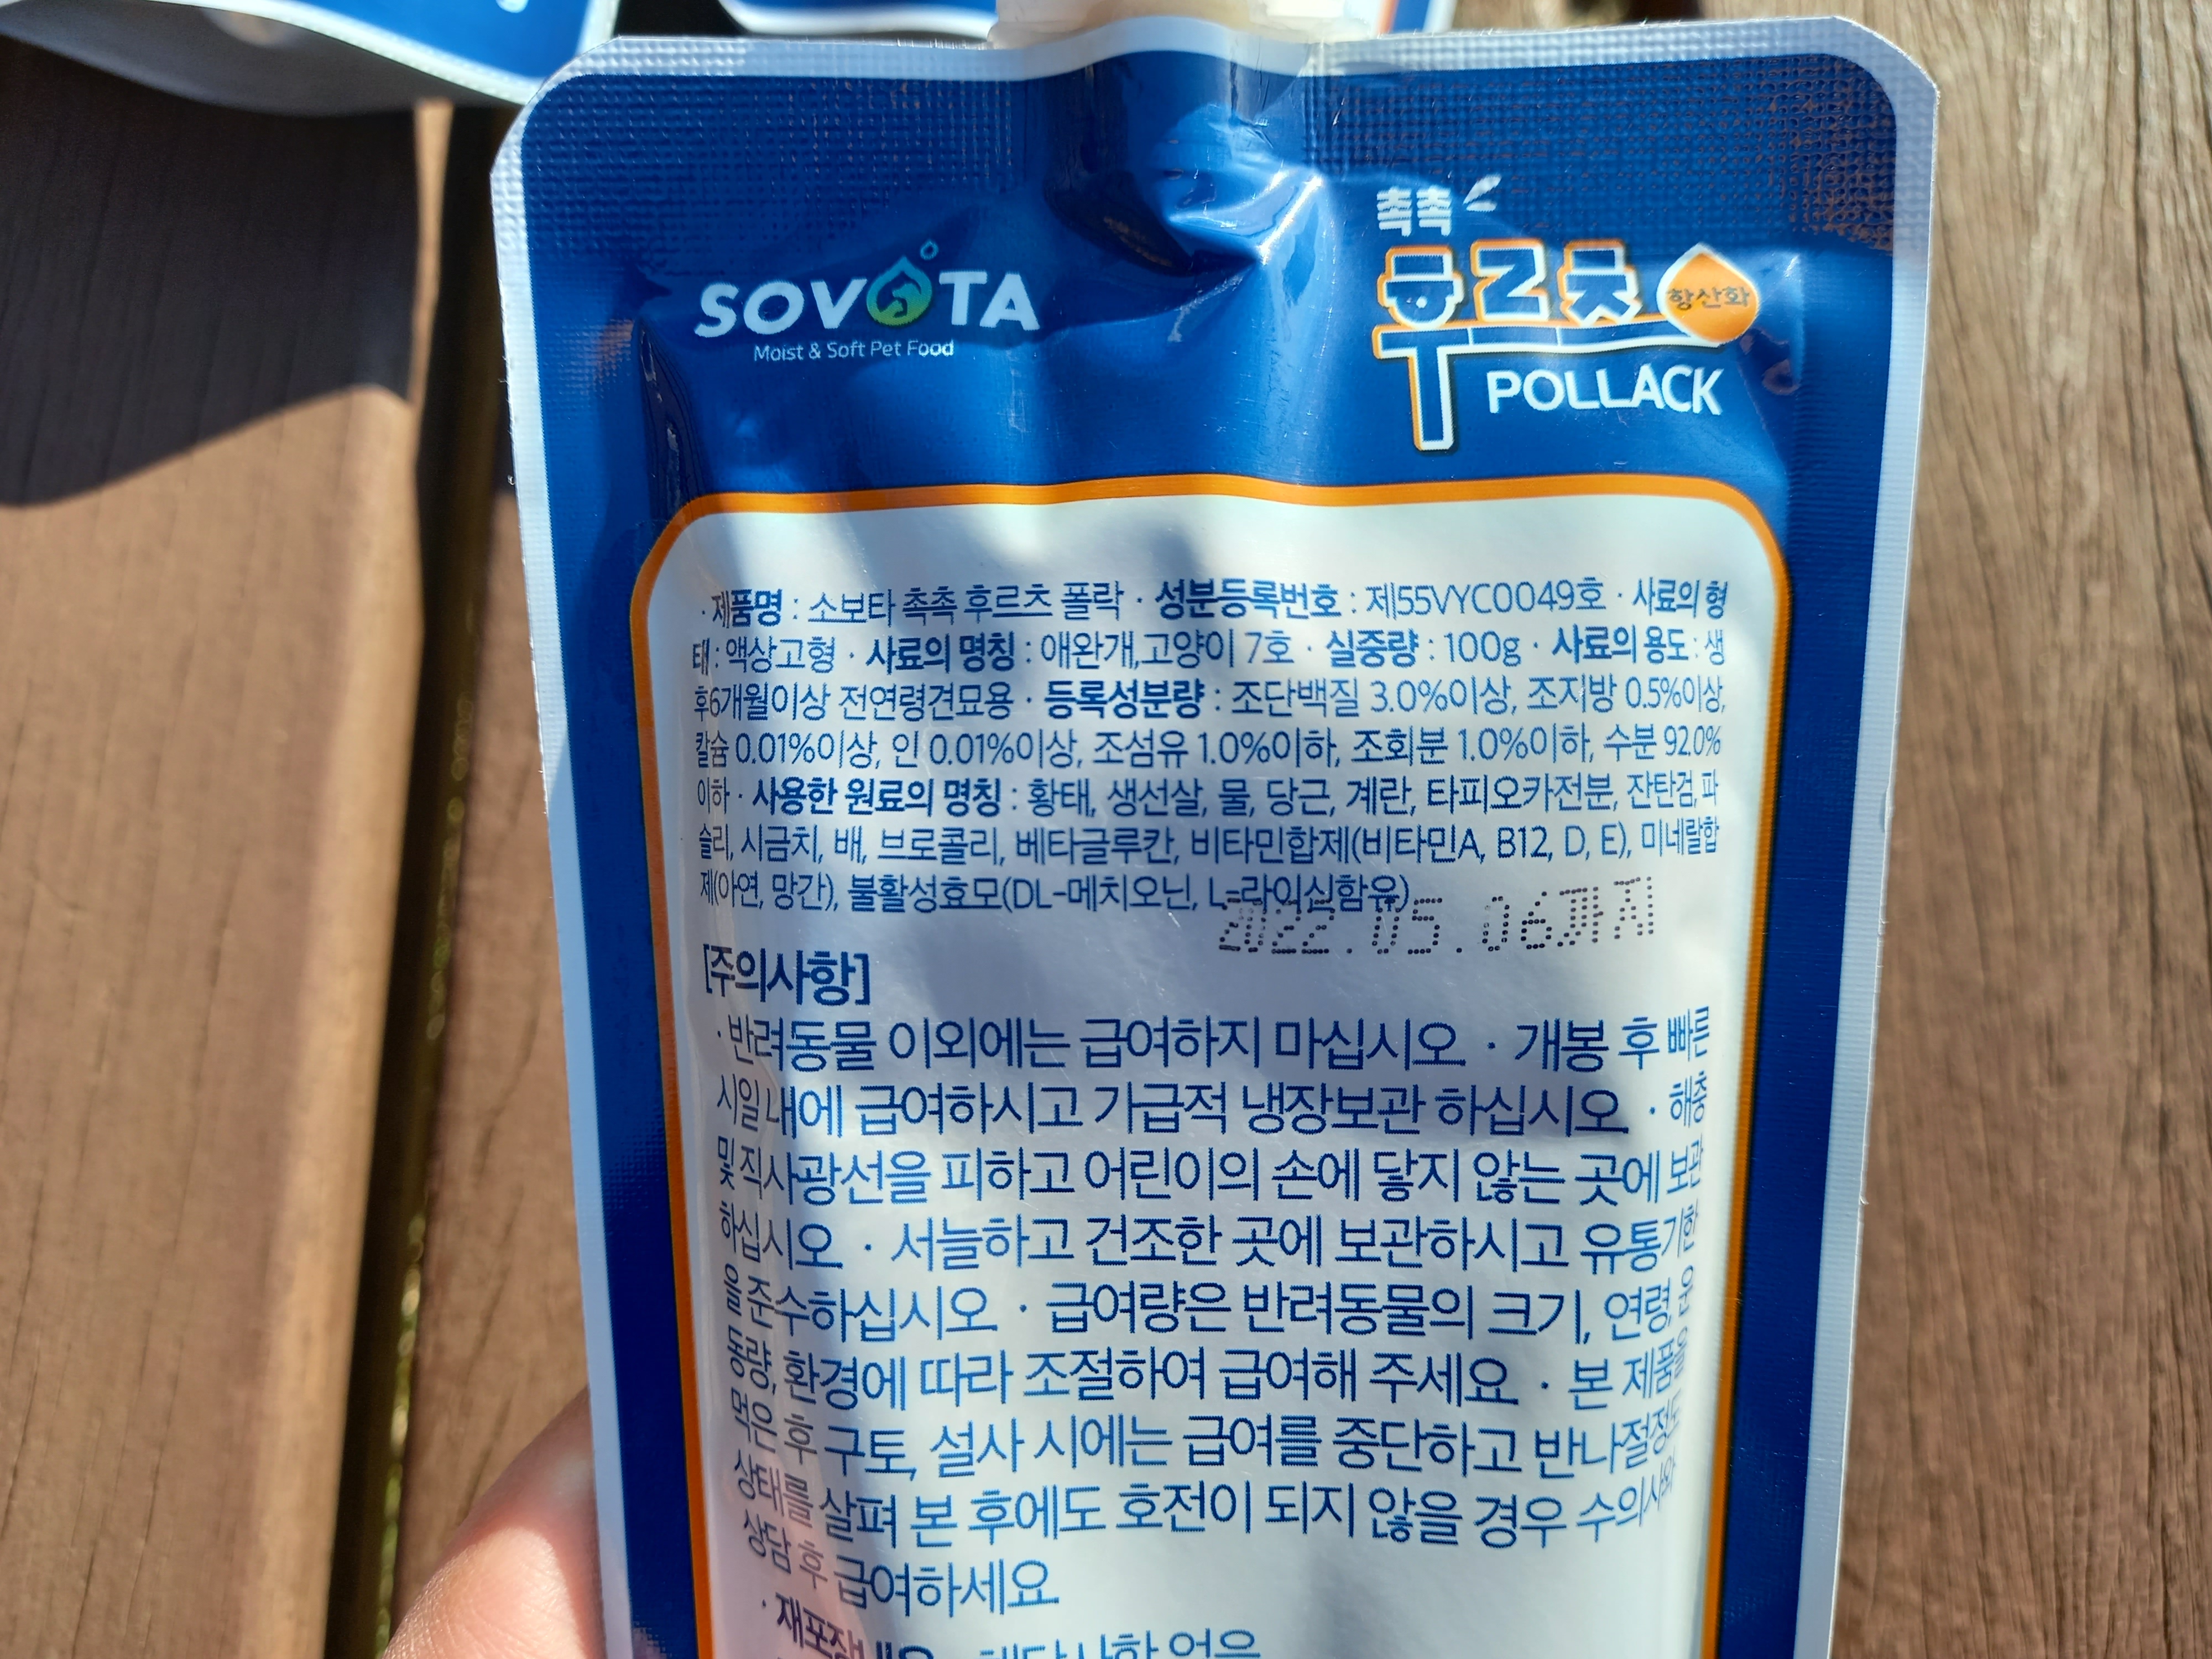 촉촉
SOVOTA
후르츠 항산화
Moist & Soft Pet Food
POLLACK
· 제품명 : 소보타 촉촉 후르츠 폴락 · 성분등록번호 : 제55VYC0049호 · 사료의 형
태 : 액상고형 · 사료의 명칭 : 애완개,고양이 7호 · 실중량 : 100g · 사료의 용도 : 생
후6개월이상 전연령견묘용 · 등록성분량 : 조단백질 3.0%이상, 조지방 0.5%이상,
칼슘 0.01%이상, 인 0.01%이상, 조섬유 1.0%이하, 조회분 1.0%이하, 수분 92.0%
이하 · 사용한 원료의 명칭 : 황태, 생선살, 물, 당근, 계란, 타피오카전분, 잔탄검, 파
슬리, 시금치, 배, 브로콜리, 베타글루칸, 비타민합제(비타민A, B12, D, E), 미네랄합
제(아연, 망간), 불활성효모(DL-메치오닌, L-라이신함유)
2022.05.06까지
[주의사항]
· 반려동물 이외에는 급여하지 마십시오 · 개봉 후 빠른
시일 내에 급여하시고 가급적 냉장보관 하십시오 · 해충
및 직사광선을 피하고 어린이의 손에 닿지 않는 곳에 보관
하십시오 · 서늘하고 건조한 곳에 보관하시고 유통기한
을 준수하십시오 · 급여량은 반려동물의 크기, 연령, 운
동량, 환경에 따라 조절하여 급여해 주세요 · 본 제품을
먹은 후 구토, 설사 시에는 급여를 중단하고 반나절정도
상태를 살펴 본 후에도 호전이 되지 않을 경우 수의사와
상담 후 급여하세요
· 재포장 내용 : 해당사항 없음